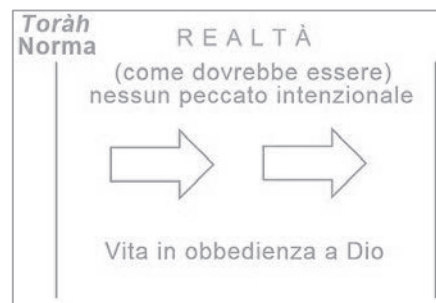 Toràh
Norma
REALTÀ
(come dovrebbe essere)
nessun peccato intenzionale
Vita in obbedienza a Dio